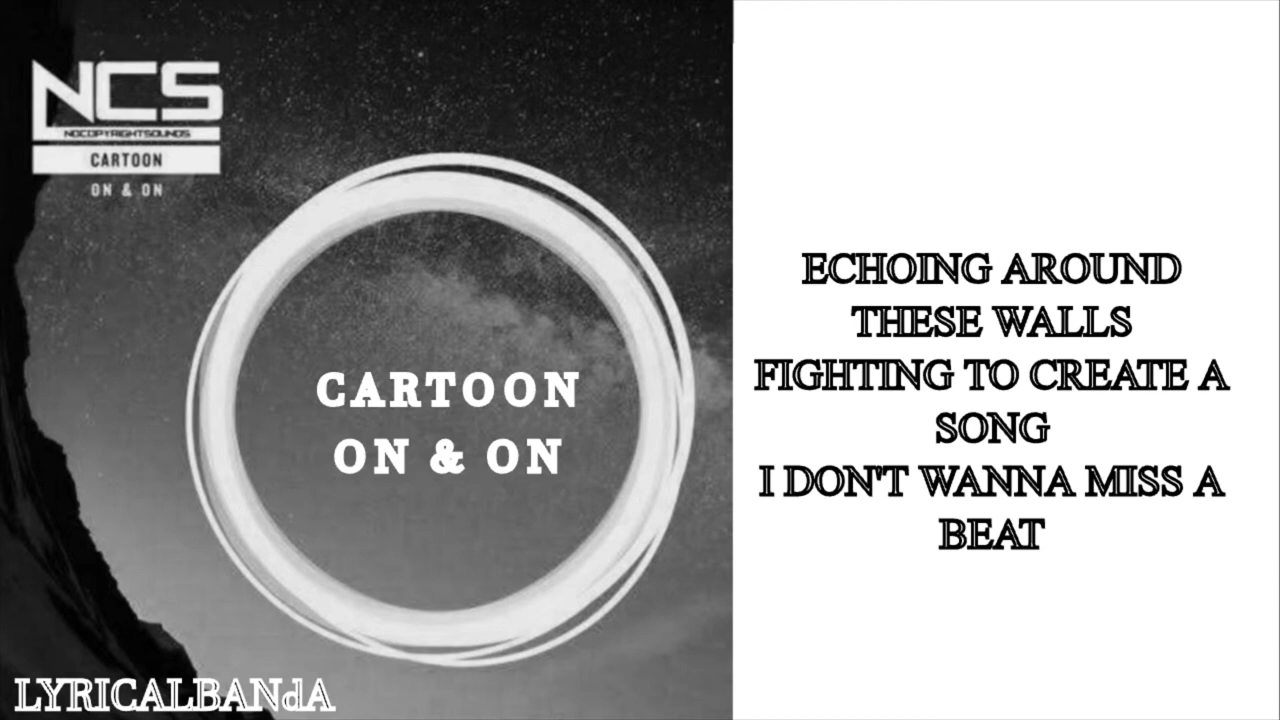 NCS
NOCOPYRIGHTSOUNDS
CARTOON
ON & ON
CARTOON
ON & ON
LYRICALBANdA
ECHOING AROUND
THESE WALLS
FIGHTING TO CREATE A
SONG
I DON'T WANNA MISS A
BEAT